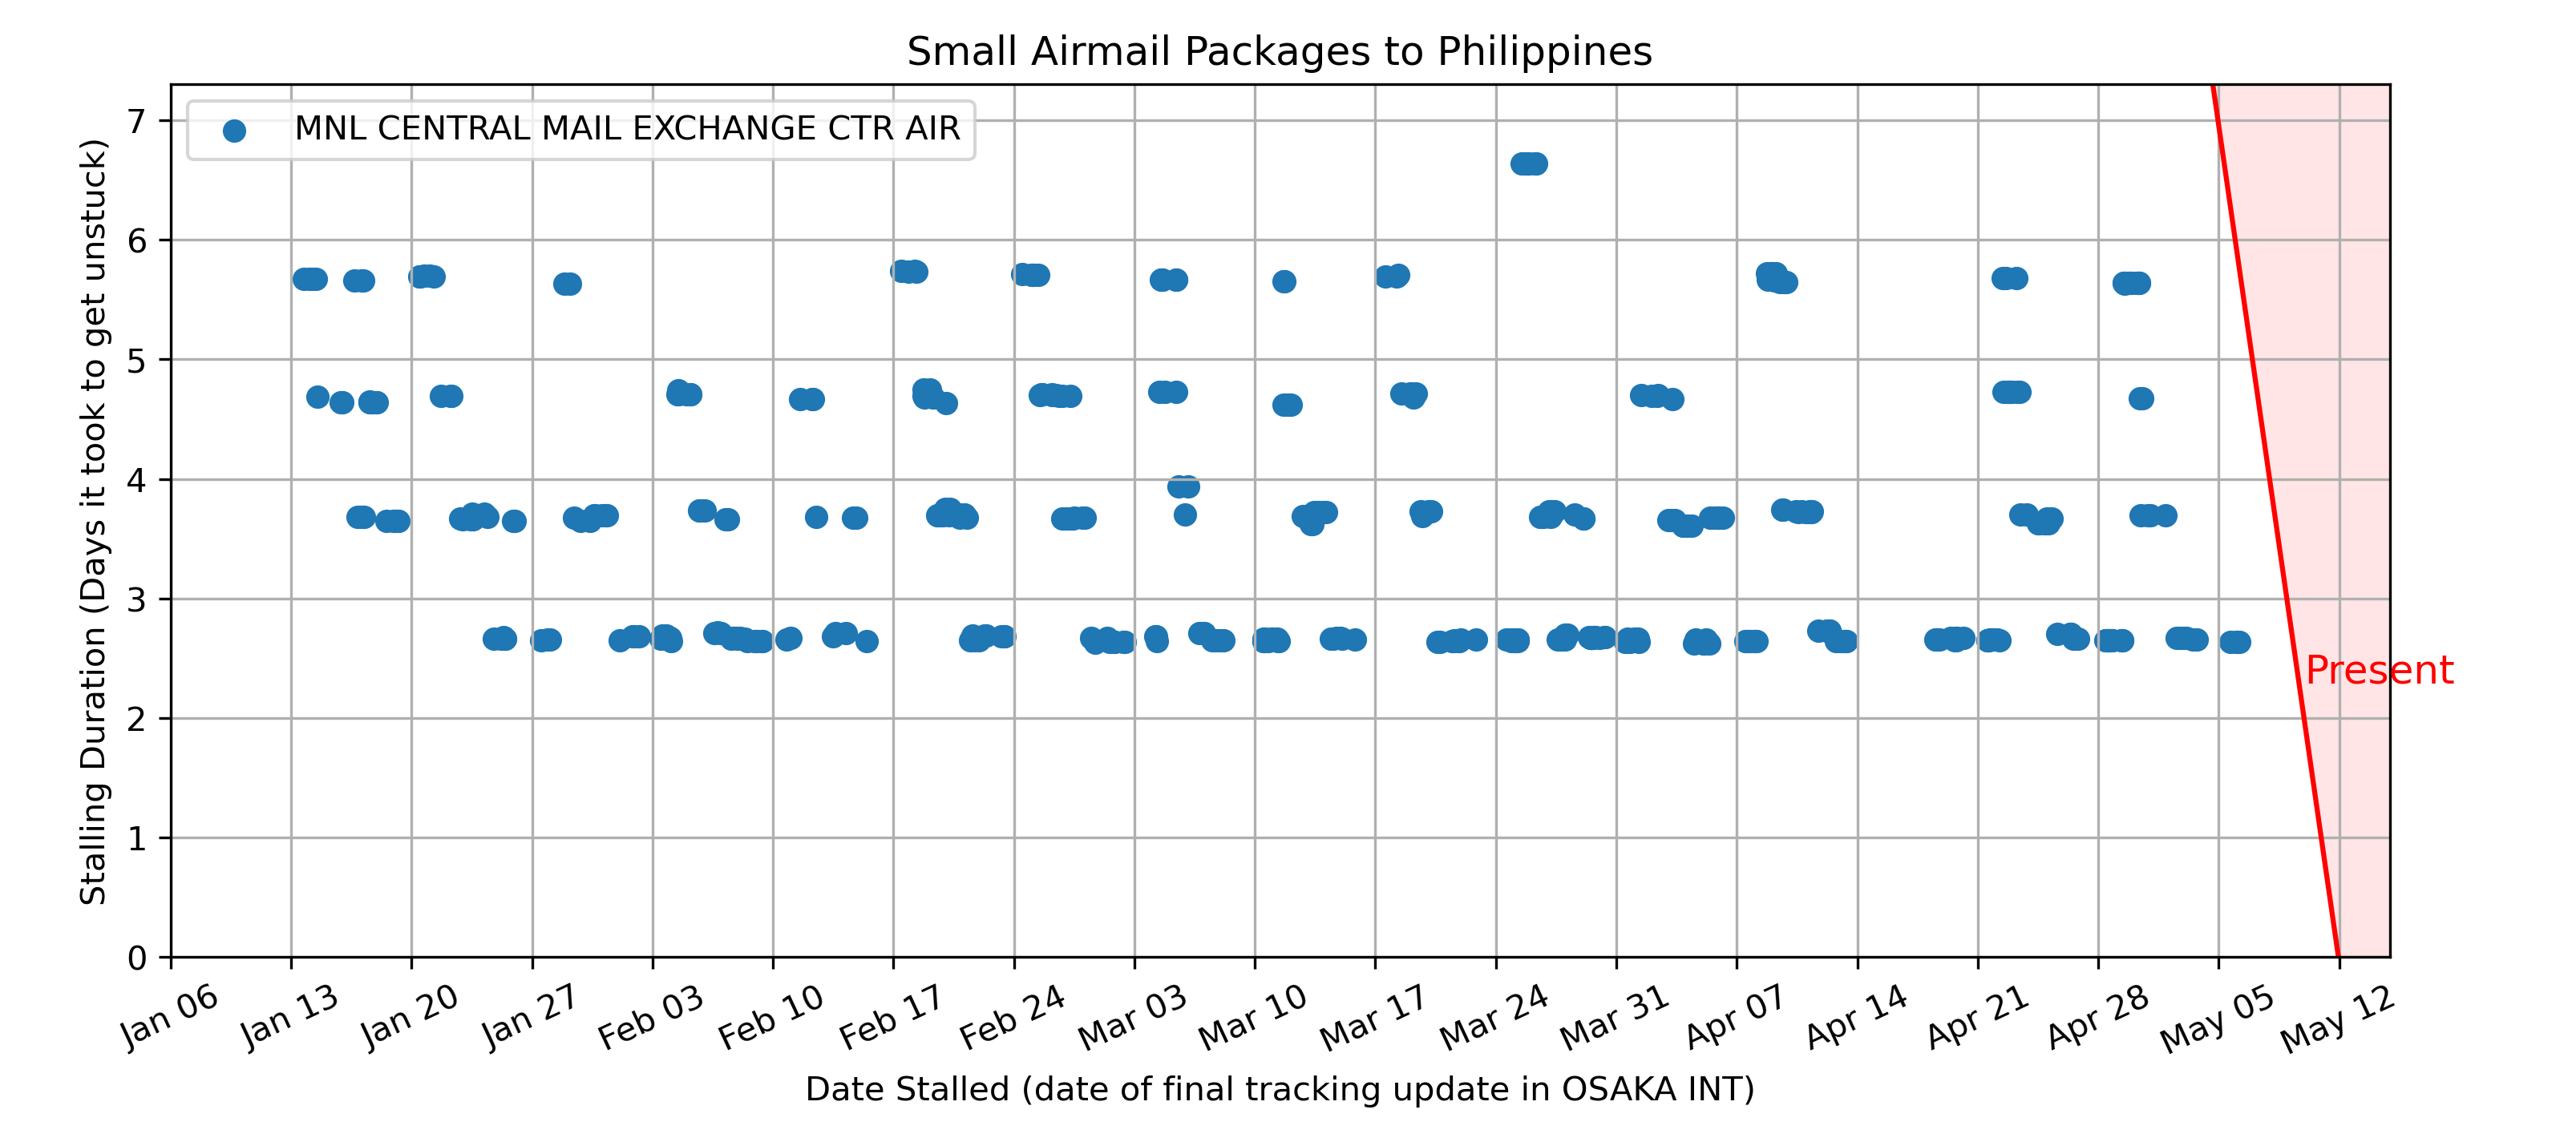 Small Airmail Packages to Philippines
MNL CENTRAL MAIL EXCHANGE CTR AIR
Stalling Duration (Days it took to get unstuck)
7
6
5
4
3
2
1
0
Present
Jan 06
Jan 13
Jan 20
Jan 27
Feb 03
Feb 10
Feb 17
Feb 24
Mar 03
Mar 10
Mar 17
Mar 24
Mar 31
Apr 07
Apr 14
Apr 21
Apr 28
May 05
May 12
Date Stalled (date of final tracking update in OSAKA INT)